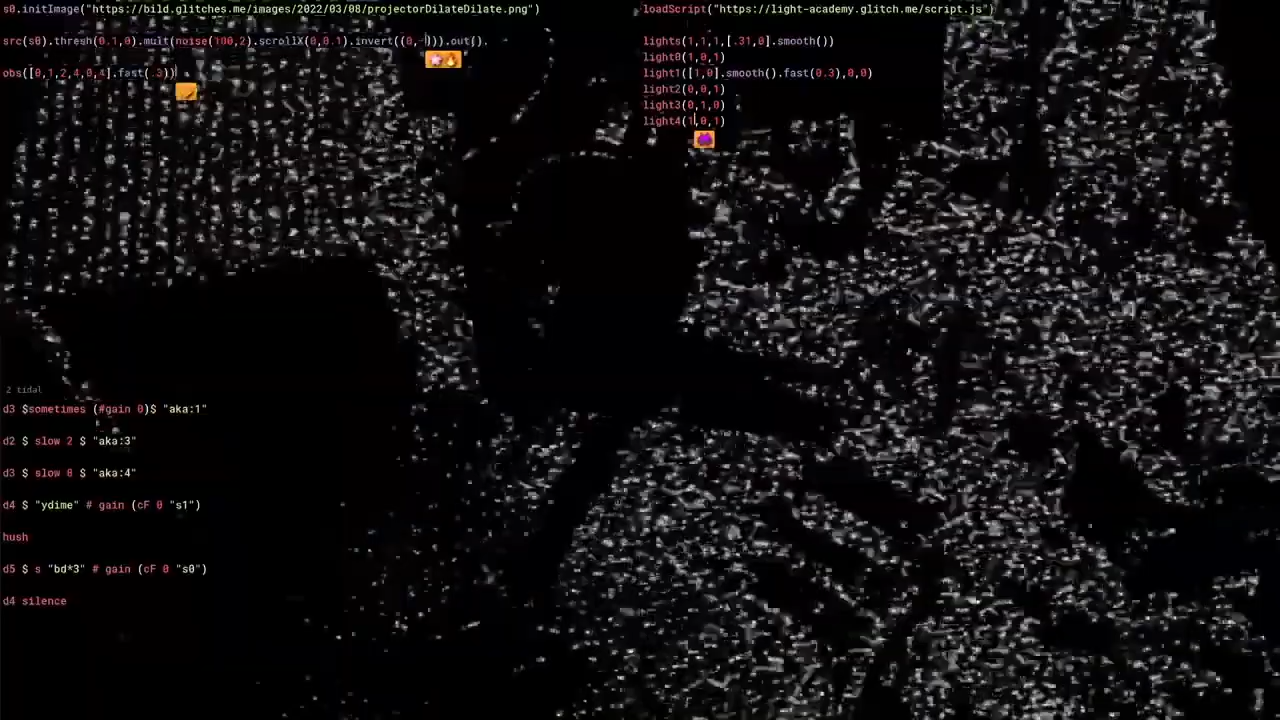 s0.initImage("https://bild.glitches.me/images/2022/03/08/projectorDilateDilate.png")
src(s0).thresh(0.1,0).mult(noise(100,2).scrollX(0,0.1).invert((0,-))).out().
obs([0,1,2,4,0,4].fast(.3))
loadScript("https://light-academy.glitch.me/script.js")
lights(1,1,1,[.31,0].smooth())
light0(1,0,1)
light1([1,0].smooth().fast(0.3),0,0)
light2(0,0,1)
light3(0,1,0)
light4(1,0,1)
2 tidal
d3 $sometimes (#gain 0)$ "aka:1"
d2 $ slow 2 $ "aka:3"
d3 $ slow 8 $ "aka:4"
d4 $ "ydime" # gain (cF 0 "s1")
hush
d5 $ s "bd*3" # gain (cF 0 "s0")
d4 silence